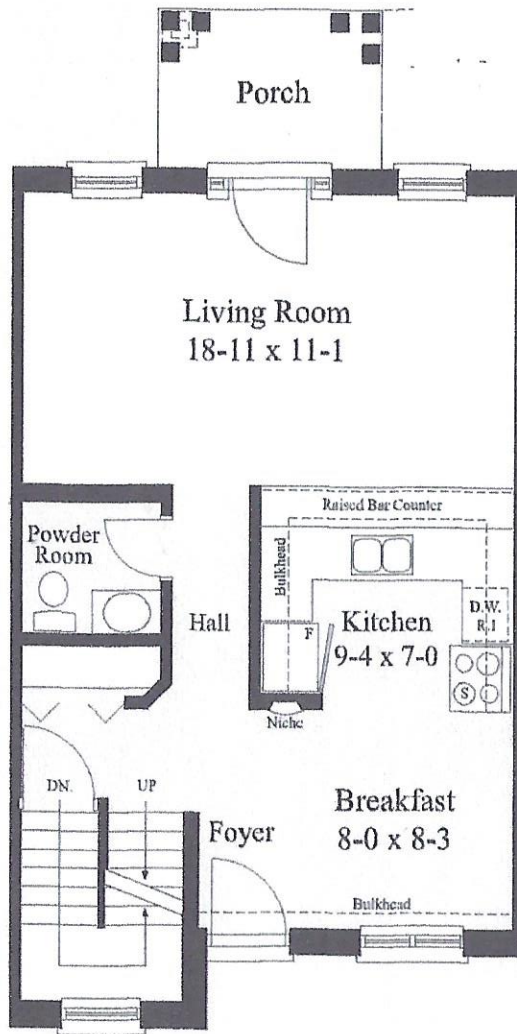 Porch
Living Room
18-11 x 11-1
Raised Bar Counter
Powder
Room
Bulkhead
Hall
F
Kitchen
9-4 x 7-0
D.W.
R.I
S
Niche
DN.
UP
Breakfast
8-0 x 8-3
Foyer
Bulkhead